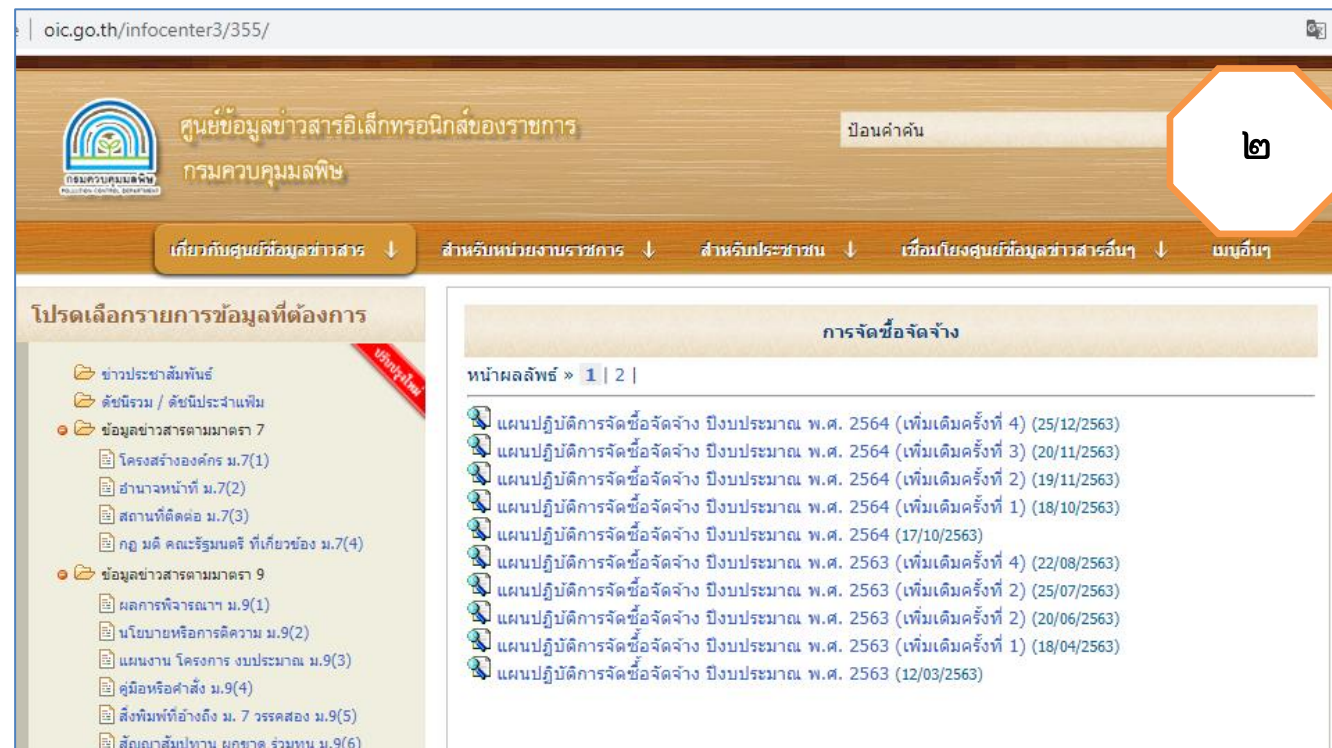 oic.go.th/infocenter3/355/
ศูนย์ข้อมูลข่าวสารอิเล็กทรอนิกส์ของราชการ
กรมควบคุมมลพิษ
กรมควบคุมมลพิษ
POLLUTION CONTROL DEPARTMENT
ป้อนคำค้น
๒
เกี่ยวกับศูนย์ข้อมูลข่าวสาร ↓ สำหรับหน่วยงานราชการ ↓ สำหรับประชาชน ↓ เชื่อมโยงศูนย์ข้อมูลข่าวสารอื่นๆ ↓ เมนูอื่นๆ
โปรดเลือกรายการข้อมูลที่ต้องการ
ปรับปรุงใหม่
ข่าวประชาสัมพันธ์
ดัชนีรวม / ดัชนีประจำแฟ้ม
ข้อมูลข่าวสารตามมาตรา 7
โครงสร้างองค์กร ม.7(1)
อำนาจหน้าที่ ม.7(2)
สถานที่ติดต่อ ม.7(3)
กฎ มติ คณะรัฐมนตรี ที่เกี่ยวข้อง ม.7(4)
ข้อมูลข่าวสารตามมาตรา 9
ผลการพิจารณาฯ ม.9(1)
นโยบายหรือการตีความ ม.9(2)
แผนงาน โครงการ งบประมาณ ม.9(3)
คู่มือหรือคำสั่ง ม.9(4)
สิ่งพิมพ์ที่อ้างถึง ม. 7 วรรคสอง ม.9(5)
สัญญาสัมปทาน ผูกขาด ร่วมทุน ม.9(6)
การจัดซื้อจัดจ้าง
หน้าผลลัพธ์ » 1 | 2 |
แผนปฏิบัติการจัดซื้อจัดจ้าง ปีงบประมาณ พ.ศ. 2564 (เพิ่มเติมครั้งที่ 4) (25/12/2563)
แผนปฏิบัติการจัดซื้อจัดจ้าง ปีงบประมาณ พ.ศ. 2564 (เพิ่มเติมครั้งที่ 3) (20/11/2563)
แผนปฏิบัติการจัดซื้อจัดจ้าง ปีงบประมาณ พ.ศ. 2564 (เพิ่มเติมครั้งที่ 2) (19/11/2563)
แผนปฏิบัติการจัดซื้อจัดจ้าง ปีงบประมาณ พ.ศ. 2564 (เพิ่มเติมครั้งที่ 1) (18/10/2563)
แผนปฏิบัติการจัดซื้อจัดจ้าง ปีงบประมาณ พ.ศ. 2564 (17/10/2563)
แผนปฏิบัติการจัดซื้อจัดจ้าง ปีงบประมาณ พ.ศ. 2563 (เพิ่มเติมครั้งที่ 4) (22/08/2563)
แผนปฏิบัติการจัดซื้อจัดจ้าง ปีงบประมาณ พ.ศ. 2563 (เพิ่มเติมครั้งที่ 2) (25/07/2563)
แผนปฏิบัติการจัดซื้อจัดจ้าง ปีงบประมาณ พ.ศ. 2563 (เพิ่มเติมครั้งที่ 2) (20/06/2563)
แผนปฏิบัติการจัดซื้อจัดจ้าง ปีงบประมาณ พ.ศ. 2563 (เพิ่มเติมครั้งที่ 1) (18/04/2563)
แผนปฏิบัติการจัดซื้อจัดจ้าง ปีงบประมาณ พ.ศ. 2563 (12/03/2563)